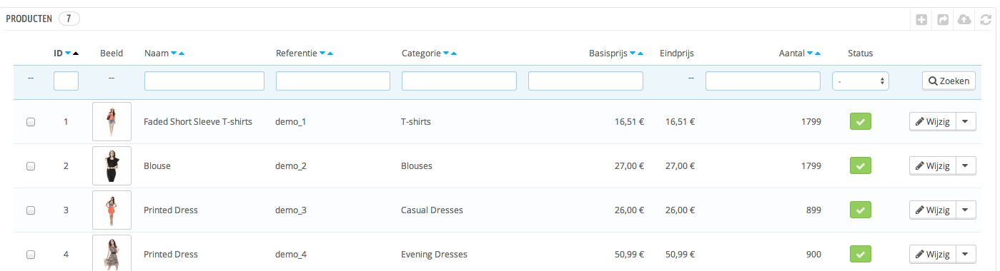 PRODUCTEN 7
ID Beeld Naam Referentie Categorie Basisprijs Eindprijs Aantal Status
-- -- -- - Zoeken
1 Faded Short Sleeve T-shirts demo_1 T-shirts 16,51 € 16,51 € 1799 Wijzig
2 Blouse demo_2 Blouses 27,00 € 27,00 € 1799 Wijzig
3 Printed Dress demo_3 Casual Dresses 26,00 € 26,00 € 899 Wijzig
4 Printed Dress demo_4 Evening Dresses 50,99 € 50,99 € 900 Wijzig